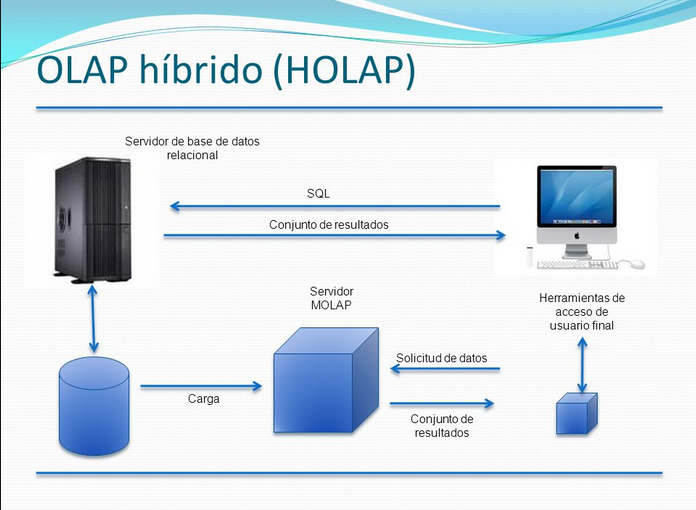 OLAP híbrido (HOLAP)
Servidor de base de datos
relacional
SQL
Conjunto de resultados
Servidor
MOLAP
Herramientas de
acceso de
usuario final
Solicitud de datos
Carga
Conjunto de
resultados